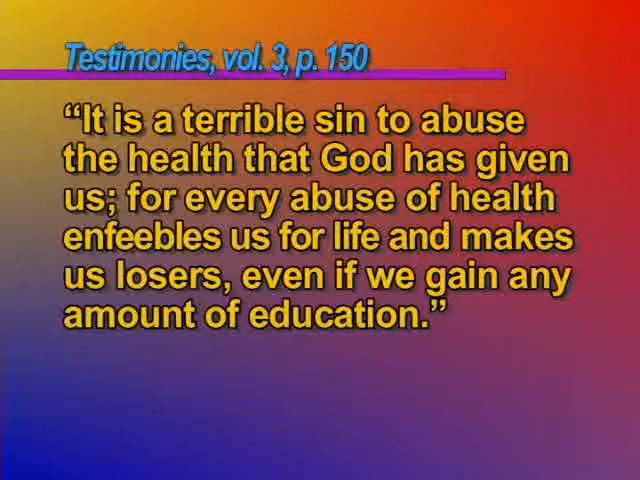 Testimonies, vol. 3, p. 150
“It is a terrible sin to abuse
the health that God has given
us; for every abuse of health
enfeebles us for life and makes
us losers, even if we gain any
amount of education.”